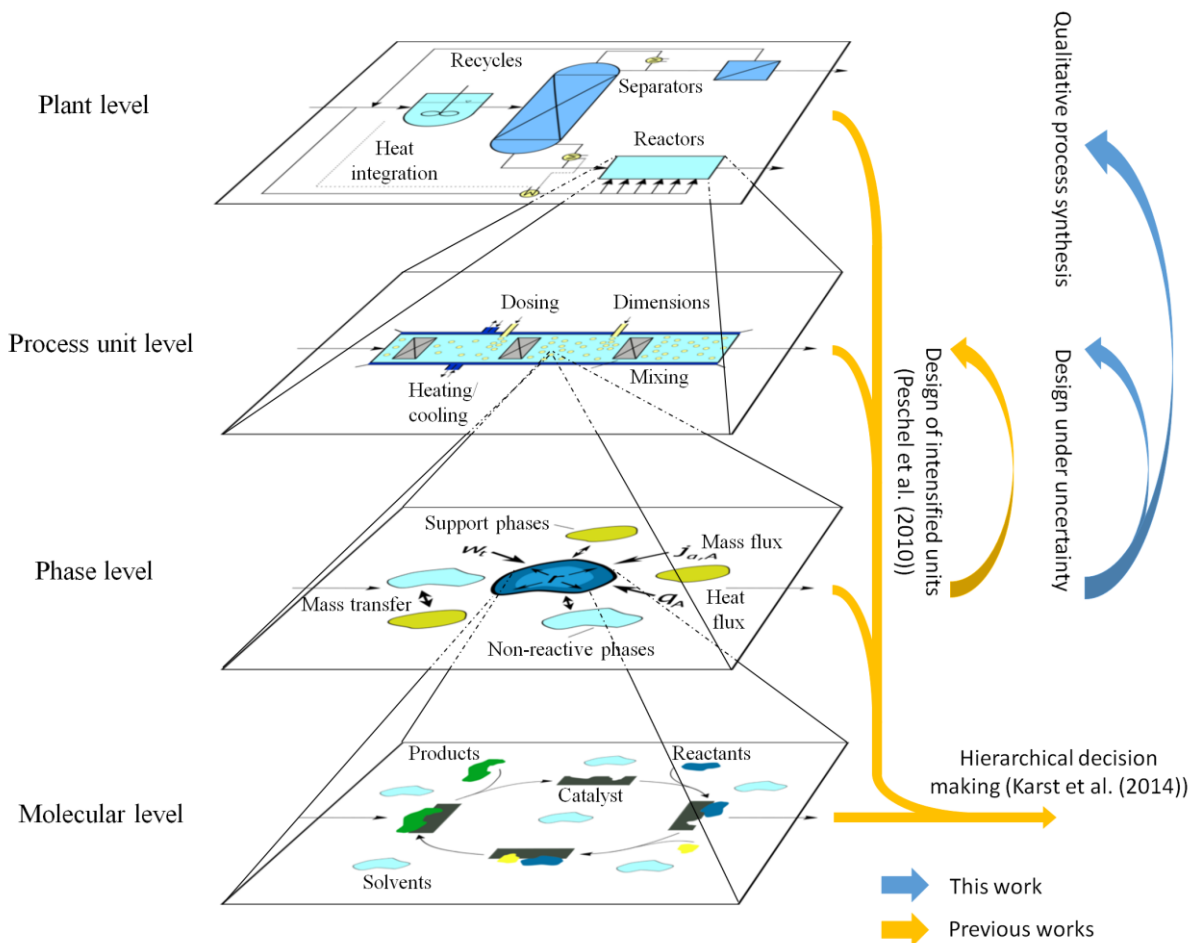 Plant level
Recycles
Separators
Heat
integration
Reactors
Process unit level
Dosing
Dimensions
Heating/
cooling
Mixing
Phase level
Support phases
Mass flux
Mass transfer
Heat
flux
Non-reactive phases
r
Molecular level
Products
Reactants
Catalyst
Solvents
Qualitative process synthesis
Design of intensified units
(Peschel et al. (2010))
Design under uncertainty
Hierarchical decision
making (Karst et al. (2014))
This work
Previous works